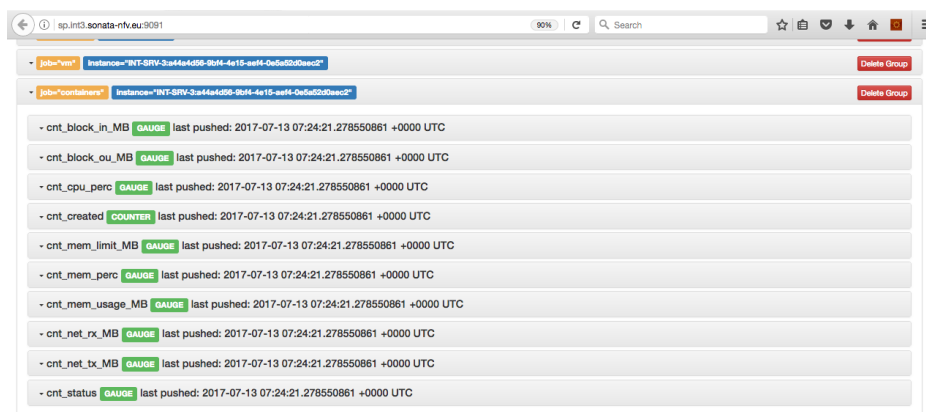 sp.int3.sonata-nfv.eu:9091 90% Search
job="vm" instance="INT-SRV-3:a44a4d56-9bf4-4e15-aef4-0e5a52d0aec2" Delete Group
job="containers" instance="INT-SRV-3:a44a4d56-9bf4-4e15-aef4-0e5a52d0aec2" Delete Group
cnt_block_in_MB GAUGE last pushed: 2017-07-13 07:24:21.278550861 +0000 UTC
cnt_block_ou_MB GAUGE last pushed: 2017-07-13 07:24:21.278550861 +0000 UTC
cnt_cpu_perc GAUGE last pushed: 2017-07-13 07:24:21.278550861 +0000 UTC
cnt_created COUNTER last pushed: 2017-07-13 07:24:21.278550861 +0000 UTC
cnt_mem_limit_MB GAUGE last pushed: 2017-07-13 07:24:21.278550861 +0000 UTC
cnt_mem_perc GAUGE last pushed: 2017-07-13 07:24:21.278550861 +0000 UTC
cnt_mem_usage_MB GAUGE last pushed: 2017-07-13 07:24:21.278550861 +0000 UTC
cnt_net_rx_MB GAUGE last pushed: 2017-07-13 07:24:21.278550861 +0000 UTC
cnt_net_tx_MB GAUGE last pushed: 2017-07-13 07:24:21.278550861 +0000 UTC
cnt_status GAUGE last pushed: 2017-07-13 07:24:21.278550861 +0000 UTC